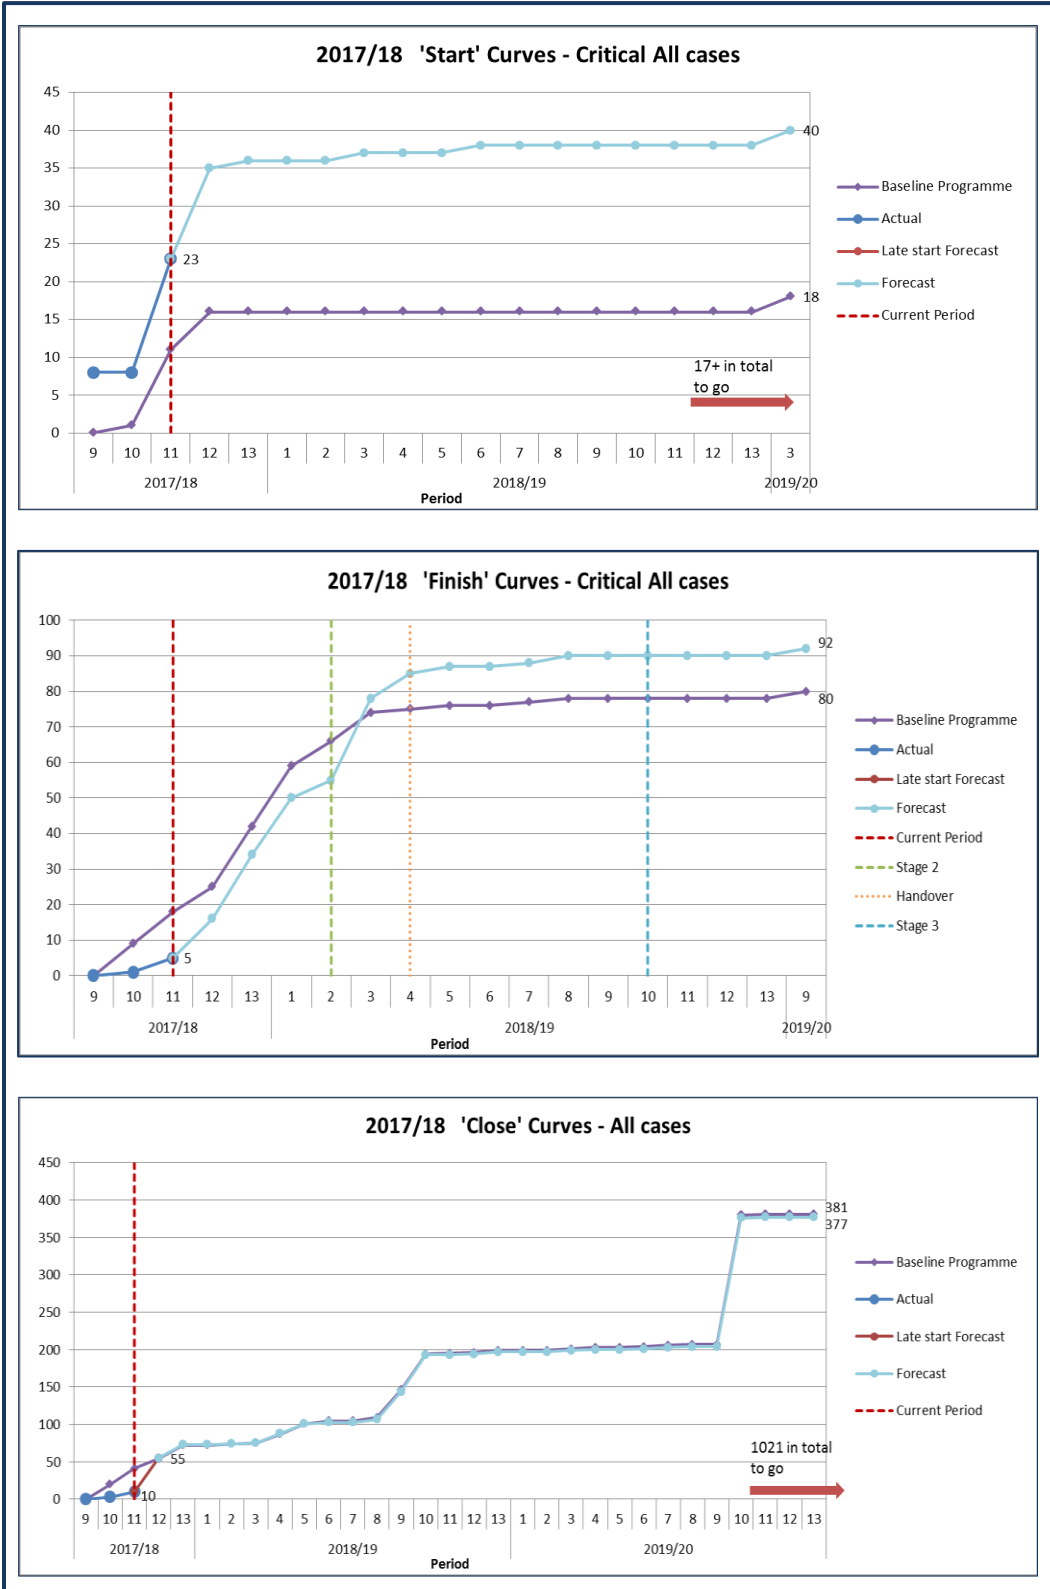 2017/18 'Start' Curves - Critical All cases
45
40
35
30
25
20
15
10
5
0
40
23
18
17+ in total
to go
9 10 11 12 13 1 2 3 4 5 6 7 8 9 10 11 12 13 3
2017/18 2018/19 2019/20
Period
Baseline Programme
Actual
Late start Forecast
Forecast
Current Period
2017/18 'Finish' Curves - Critical All cases
100
90
80
70
60
50
40
30
20
10
0
92
80
5
9 10 11 12 13 1 2 3 4 5 6 7 8 9 10 11 12 13 9
2017/18 2018/19 2019/20
Period
Baseline Programme
Actual
Late start Forecast
Forecast
Current Period
Stage 2
Handover
Stage 3
2017/18 'Close' Curves - All cases
450
400
350
300
250
200
150
100
50
0
381
377
55
10
1021 in total
to go
9 10 11 12 13 1 2 3 4 5 6 7 8 9 10 11 12 13 1 2 3 4 5 6 7 8 9 10 11 12 13
2017/18 2018/19 2019/20
Period
Baseline Programme
Actual
Late start Forecast
Forecast
Current Period